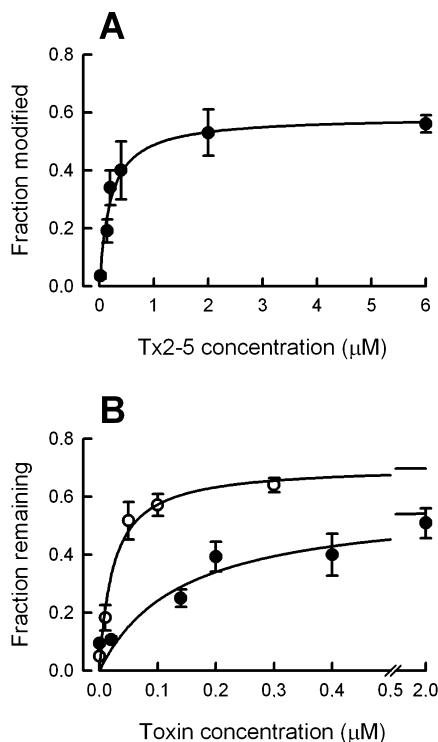 A
Fraction modified
0.8
0.6
0.4
0.2
0.0
0 1 2 3 4 5 6
Tx2-5 concentration (μM)
B
Fraction remaining
0.8
0.6
0.4
0.2
0.0
0.0 0.1 0.2 0.3 0.4 0.5 2.0
Toxin concentration (μM)